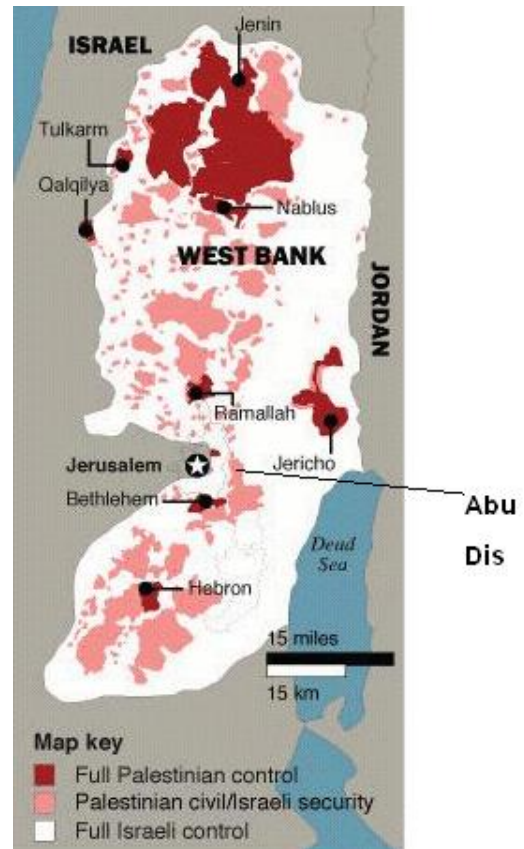 Jenin
ISRAEL
Tulkarm
Qalqilya
Nablus
WEST BANK
JORDAN
Ramallah
Jerusalem
Jericho
Bethlehem
Abu
Dis
Dead
Sea
Hebron
15 miles
15 km
Map key
Full Palestinian control
Palestinian civil/Israeli security
Full Israeli control